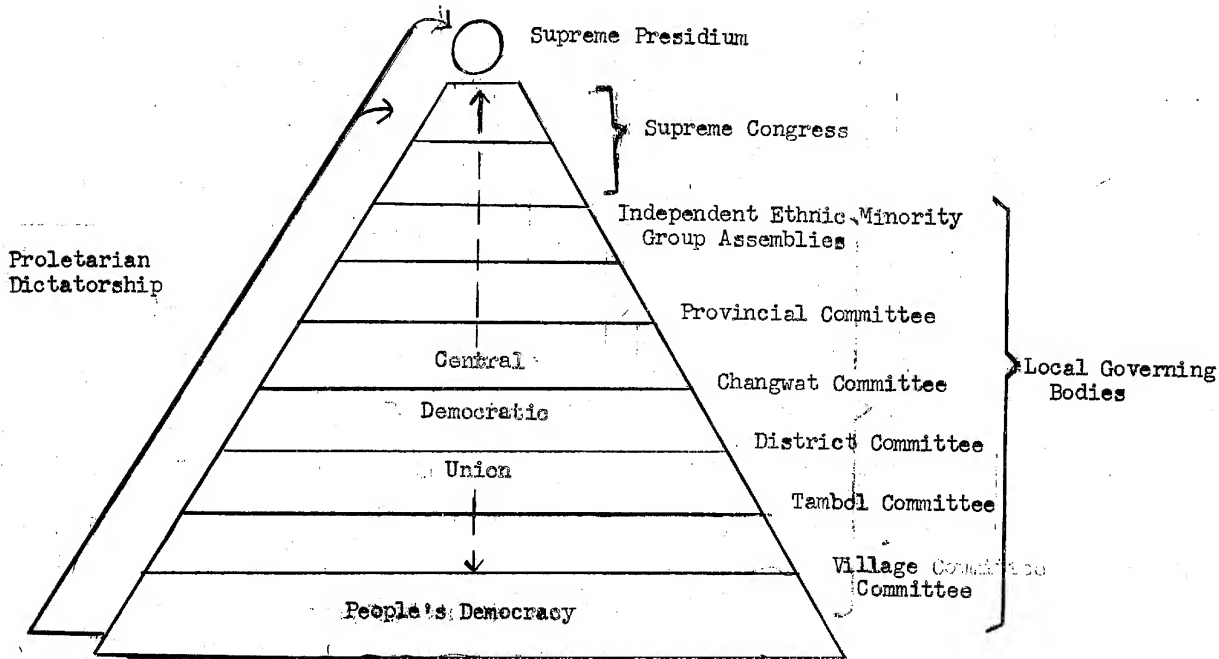 Supreme Presidium
Supreme Congress
Independent Ethnic Minority
Group Assemblies
Proletarian
Dictatorship
Provincial Committee
Central
Changwat Committee
Local Governing
Bodies
Democratic
District Committee
Union
Tambol Committee
Village Committee
Committee
People's Democracy